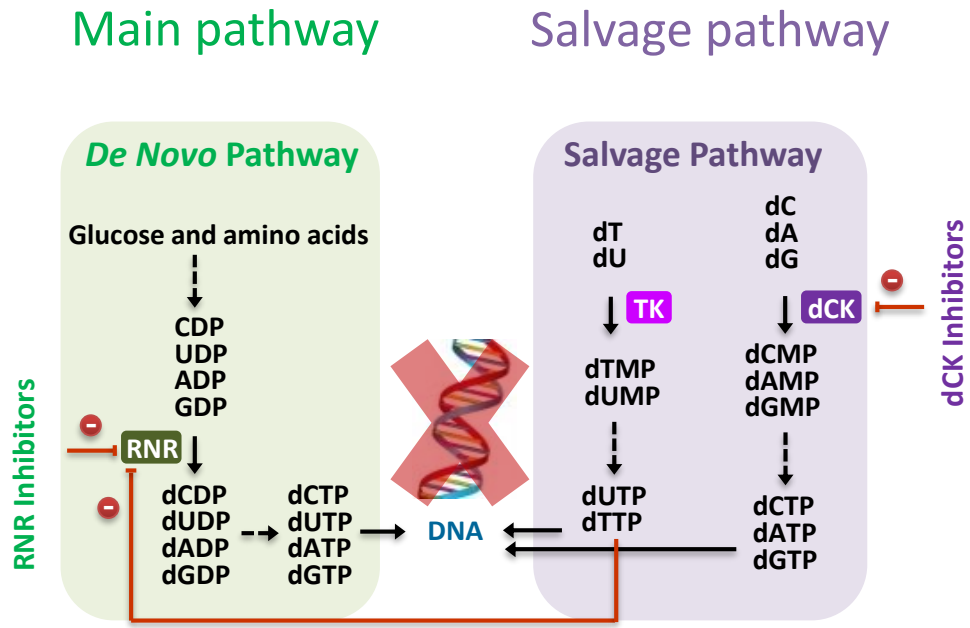 Main pathway
Salvage pathway
De Novo Pathway
Glucose and amino acids
CDP
UDP
ADP
GDP
RNR Inhibitors
RNR
dCDP
dUDP
dADP
dGDP
dCTP
dUTP
dATP
dGTP
DNA
Salvage Pathway
dT
dU
TK
dTMP
dUMP
dUTP
dTTP
dC
dA
dG
dCK
dCMP
dAMP
dGMP
dCTP
dATP
dGTP
dCK Inhibitors